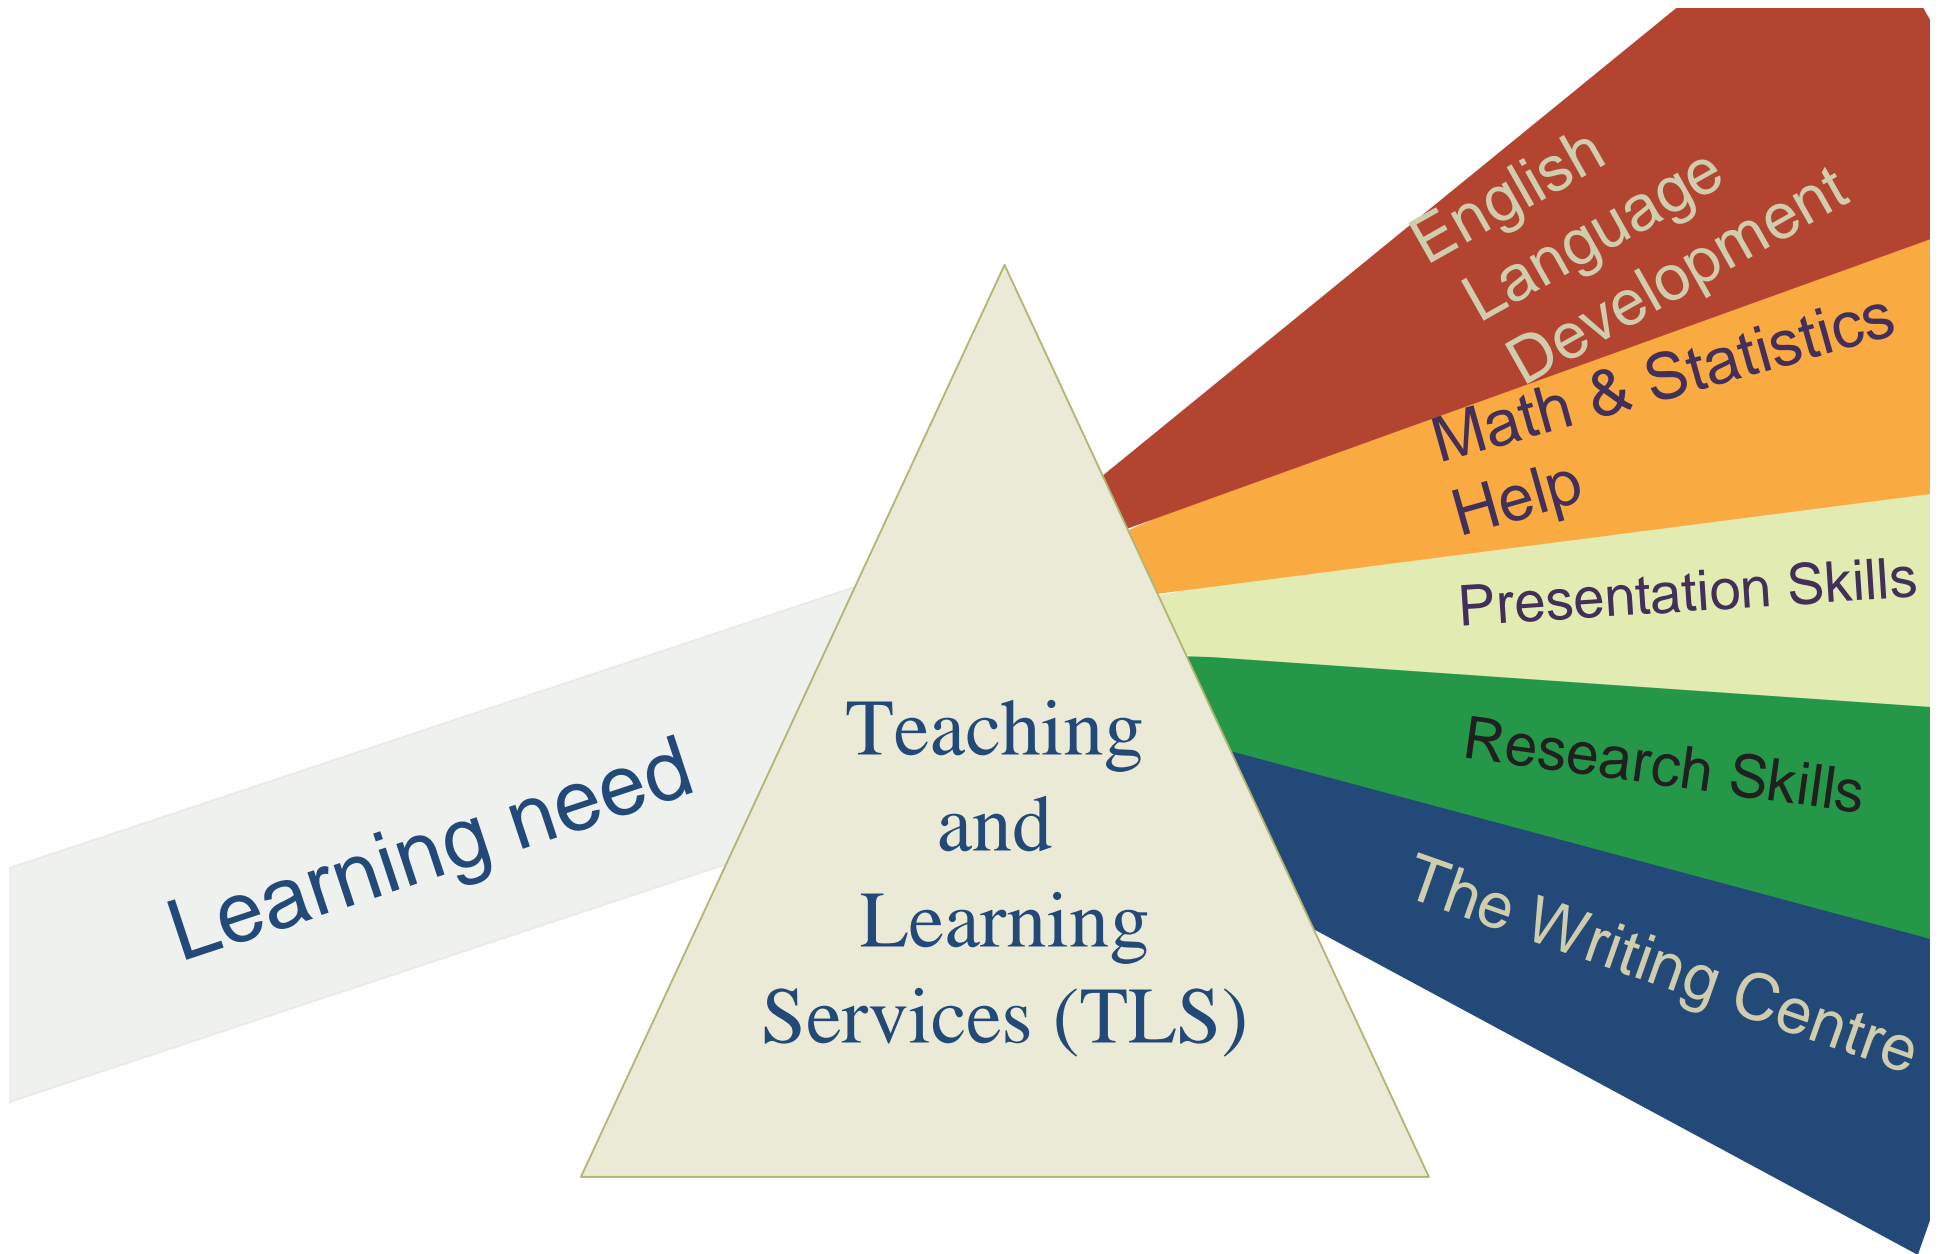 Learning need
Teaching
and
Learning
Services (TLS)
English
Language
Development
Math & Statistics
Help
Presentation Skills
Research Skills
The Writing Centre